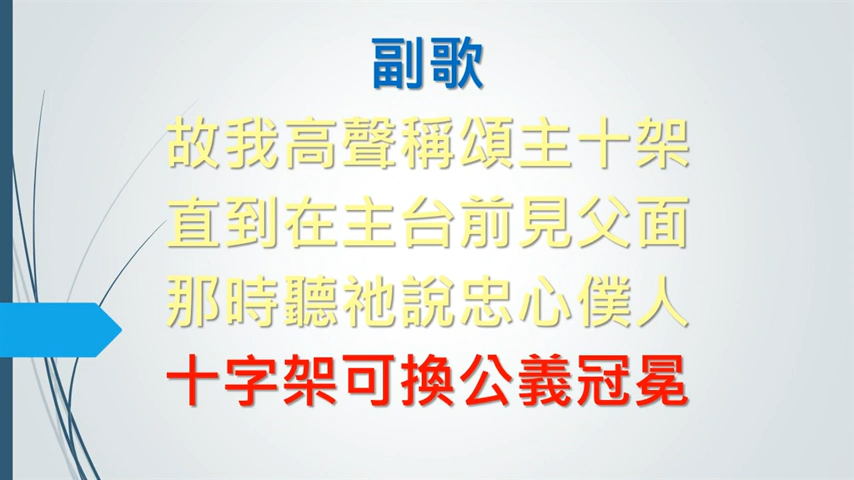 副歌
故我高聲稱頌主十架
直到在主台前見父面
那時聽祂說忠心僕人
十字架可換公義冠冕